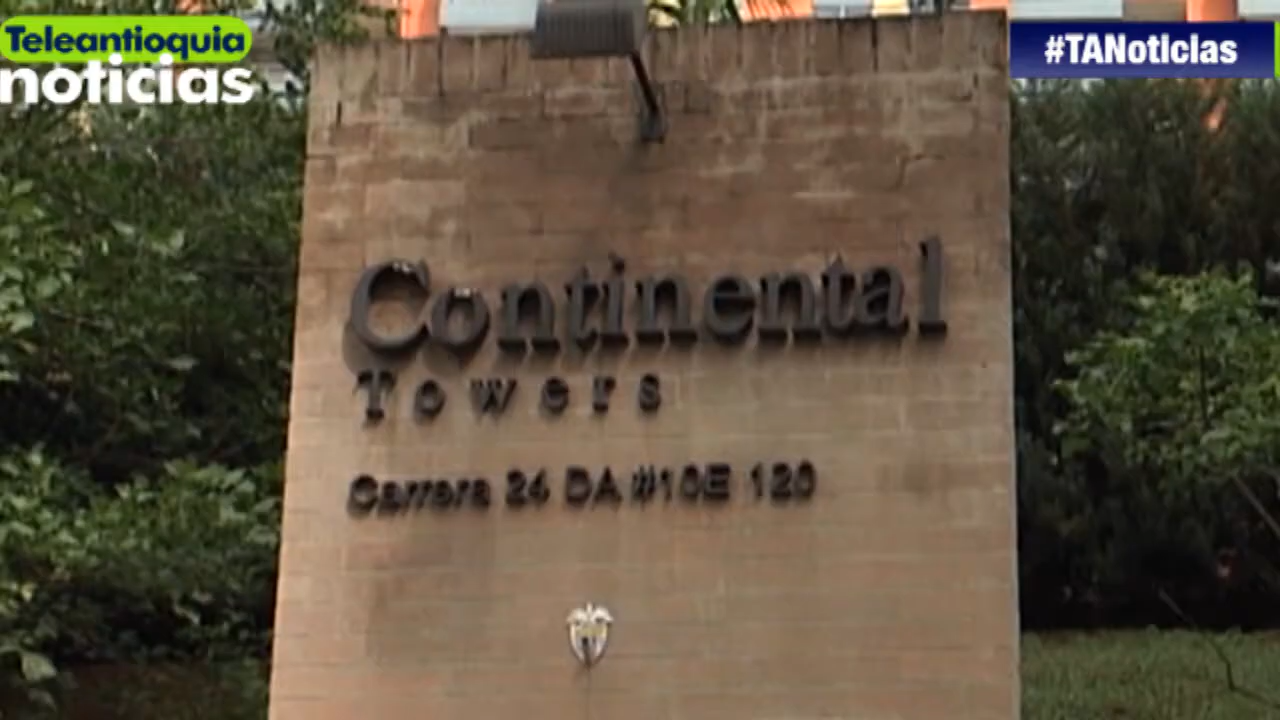 Teleantioquia
noticias
#TANoticias
Continental
Towers
Carrera 24 DA #10E 120